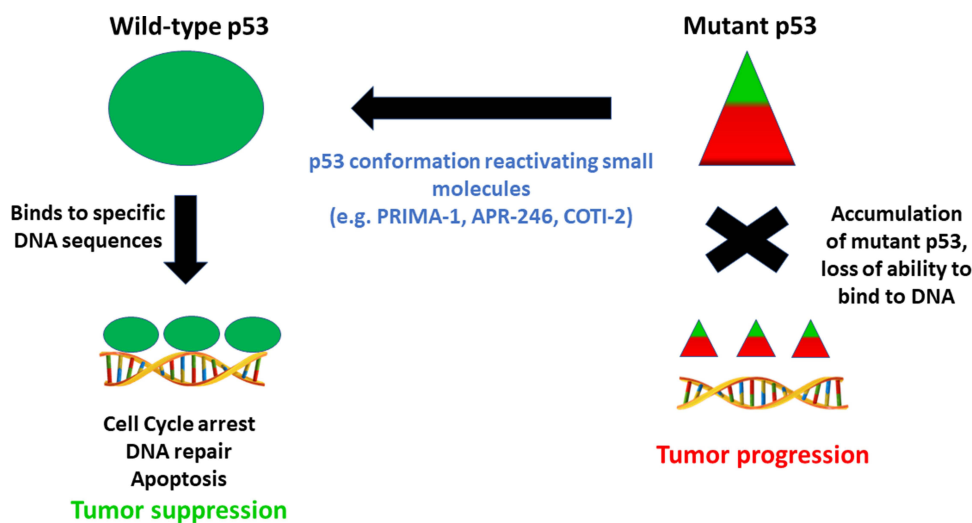 Wild-type p53
Mutant p53
p53 conformation reactivating small
molecules
(e.g. PRIMA-1, APR-246, COTI-2)
Binds to specific
DNA sequences
Accumulation
of mutant p53,
loss of ability to
bind to DNA
Cell Cycle arrest
DNA repair
Apoptosis
Tumor suppression
Tumor progression